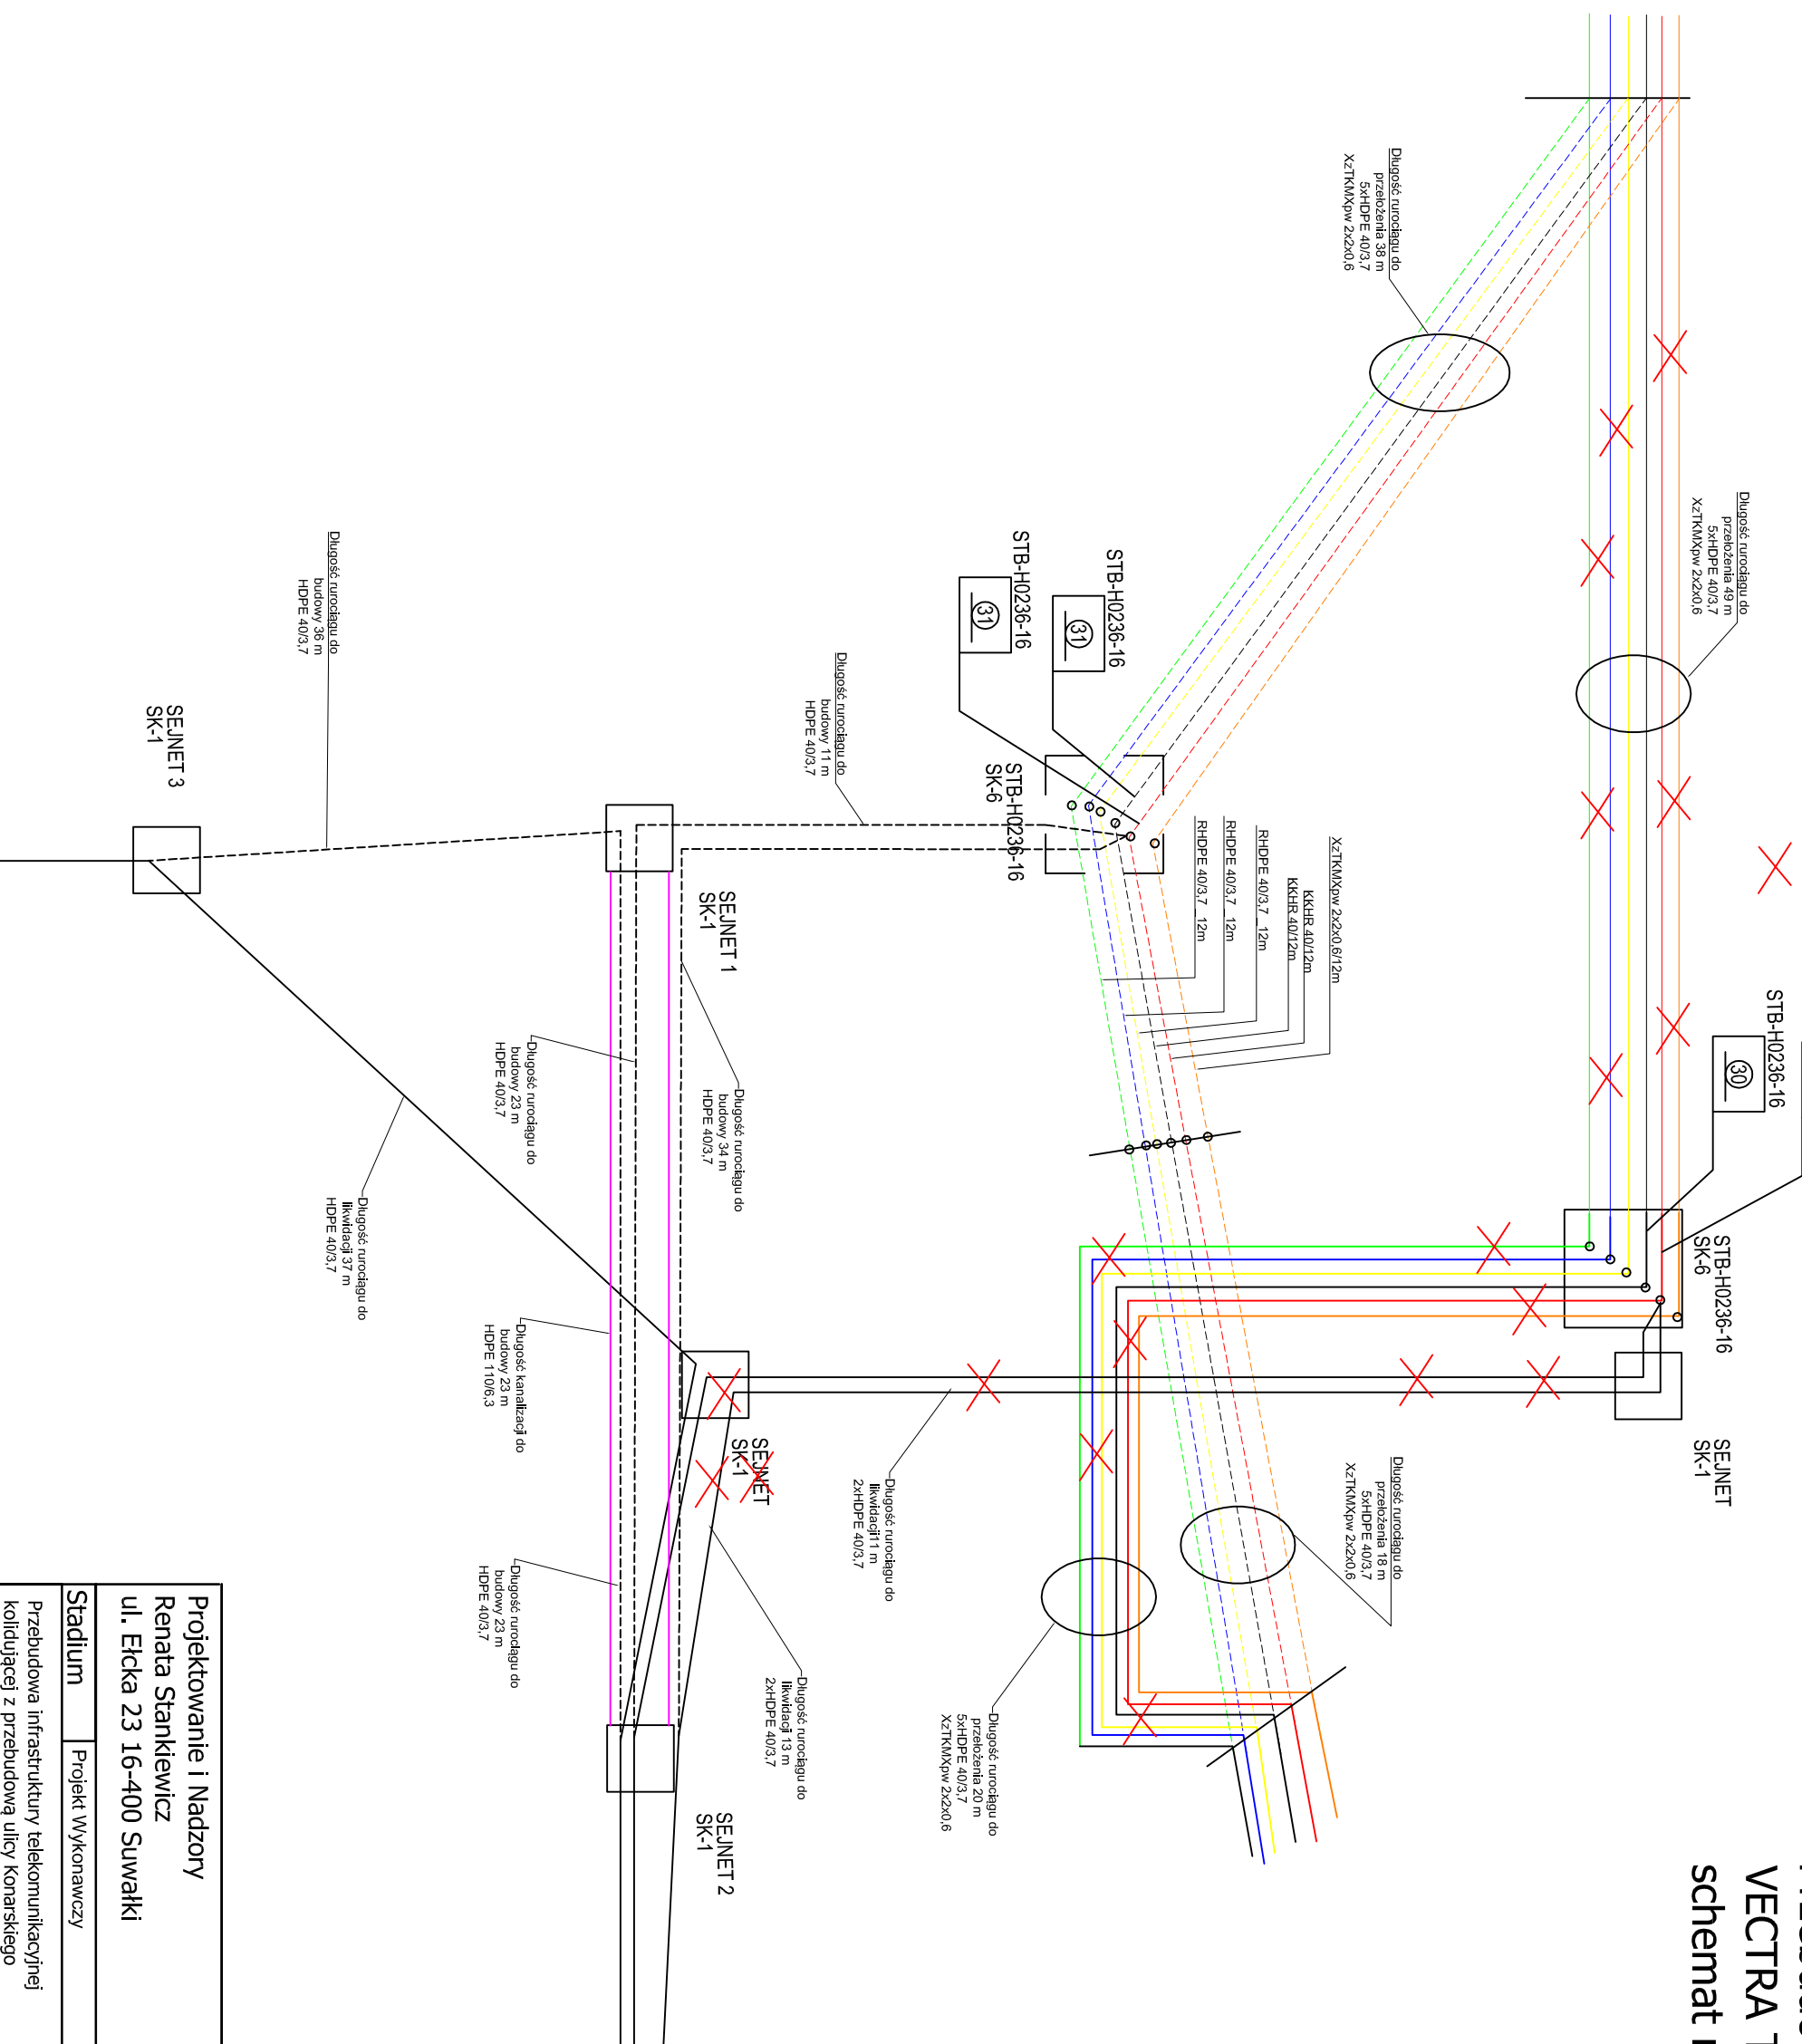 VECTRA
schemat
Długość rurociągu do
przełożenia 49 m
5xHDPE 40/3,7
XzTKMXpw 2x2x0,6
STB-H0236-16
30
STB-H0236-16
SK-6
SEJNET
SK-1
Długość rurociągu do
przełożenia 38 m
5xHDPE 40/3,7
XzTKMXpw 2x2x0,6
XzTKMXpw 2x2x0,6/12m
KKHR 40/12m
KKHR 40/12m
RHDPE 40/3,7_ 12m
RHDPE 40/3,7_ 12m
RHDPE 40/3,7_ 12m
Długość rurociągu do
przełożenia 18 m
5xHDPE 40/3,7
XzTKMXpw 2x2x0,6
STB-H0236-16
31
STB-H0236-16
31
STB-H0236-16
SK-6
Długość rurociągu do
przełożenia 20 m
5xHDPE 40/3,7
XzTKMXpw 2x2x0,6
Długość rurociągu do
budowy 11 m
HDPE 40/3,7
Długość rurociągu do
likwidacji11 m
2xHDPE 40/3,7
Długość rurociągu do
likwidacji 13 m
2xHDPE 40/3,7
SEJNET 1
SK-1
Długość rurociągu do
budowy 34 m
HDPE 40/3,7
SEJNET
SK-1
SEJNET 2
SK-1
Długość rurociągu do
budowy 23 m
HDPE 40/3,7
Długość kanalizacji do
budowy 23 m
HDPE 110/6,3
Długość rurociągu do
budowy 23 m
HDPE 40/3,7
Długość rurociągu do
budowy 36 m
HDPE 40/3,7
Długość rurociągu do
likwidacji 37 m
HDPE 40/3,7
SEJNET 3
SK-1
Projektowanie i Nadzory
Renata Stankiewicz
ul. Ełcka 23 16-400 Suwałki
Stadium
Projekt Wykonawczy
Przebudowa infrastruktury telekomunikacyjnej
kolidującej z przebudową ulicy Konarskiego